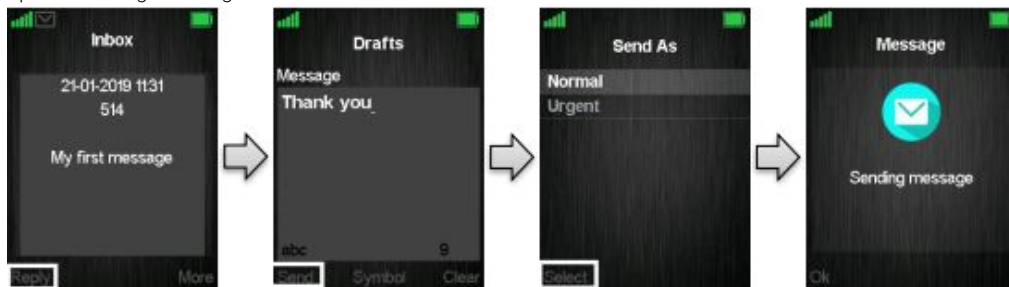 Inbox
21-01-2019 11:31
514
My first message
Reply
More
Drafts
Message
Thank you
abc
9
Send
Symbol
Clear
Send As
Normal
Urgent
Select
Message
Sending message
Ok